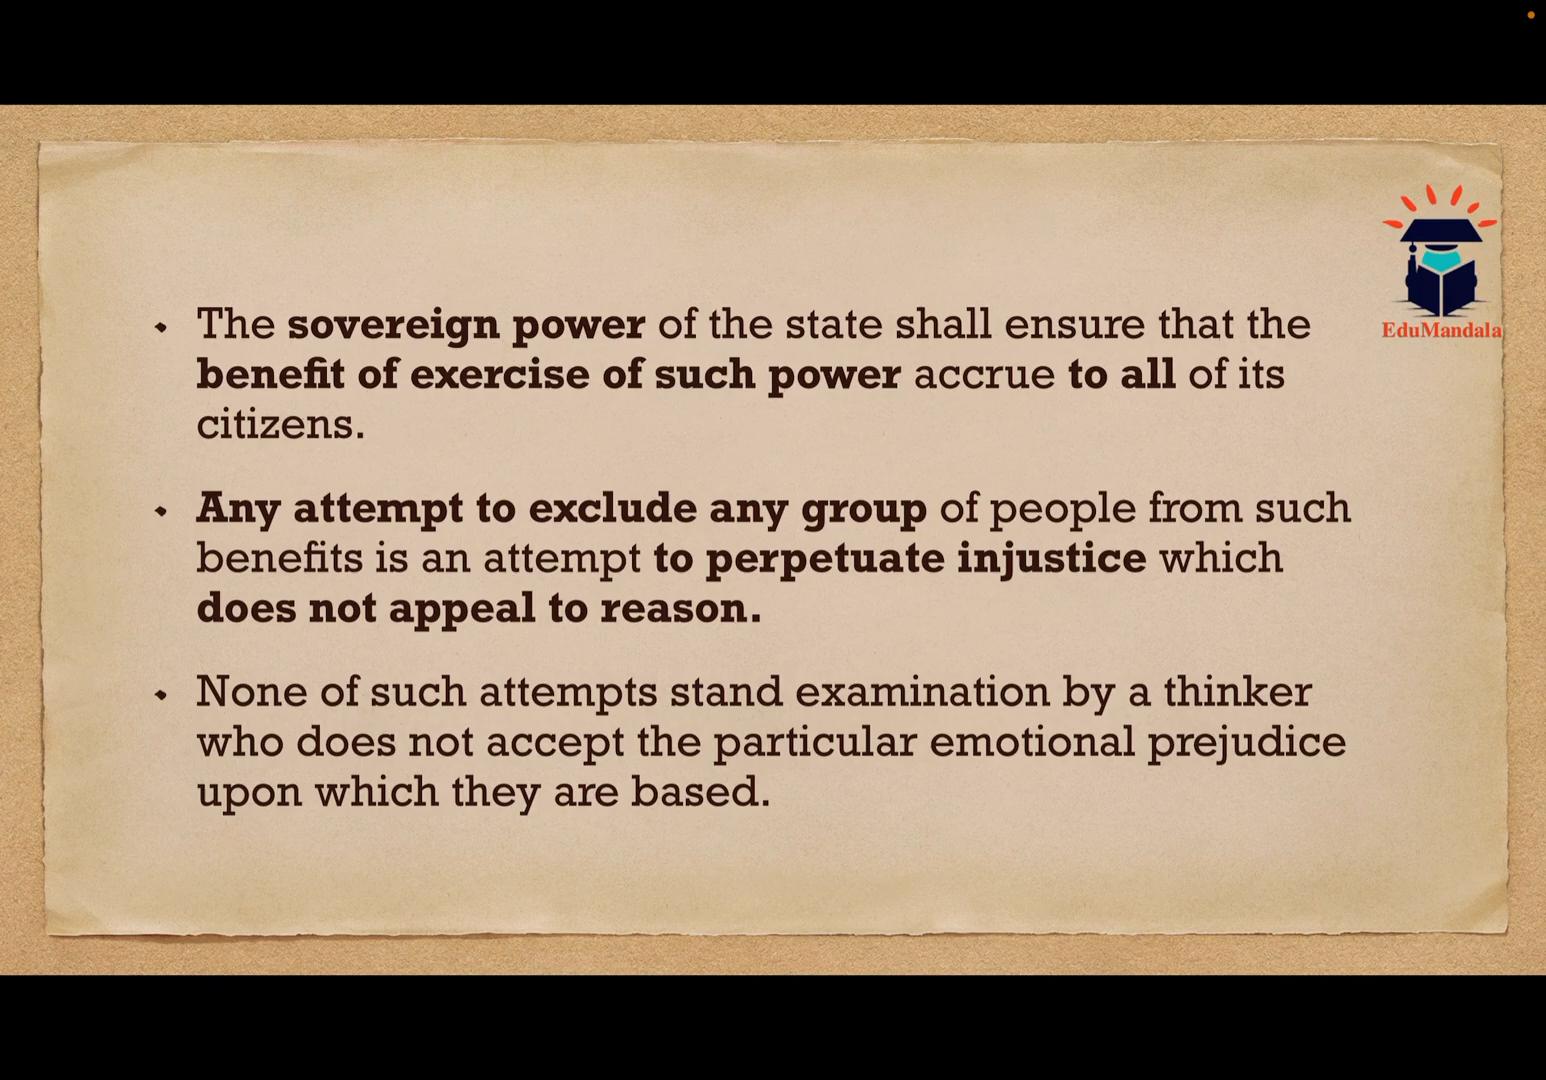 EduMandala
The sovereign power of the state shall ensure that the
benefit of exercise of such power accrue to all of its
citizens.
Any attempt to exclude any group of people from such
benefits is an attempt to perpetuate injustice which
does not appeal to reason.
None of such attempts stand examination by a thinker
who does not accept the particular emotional prejudice
upon which they are based.